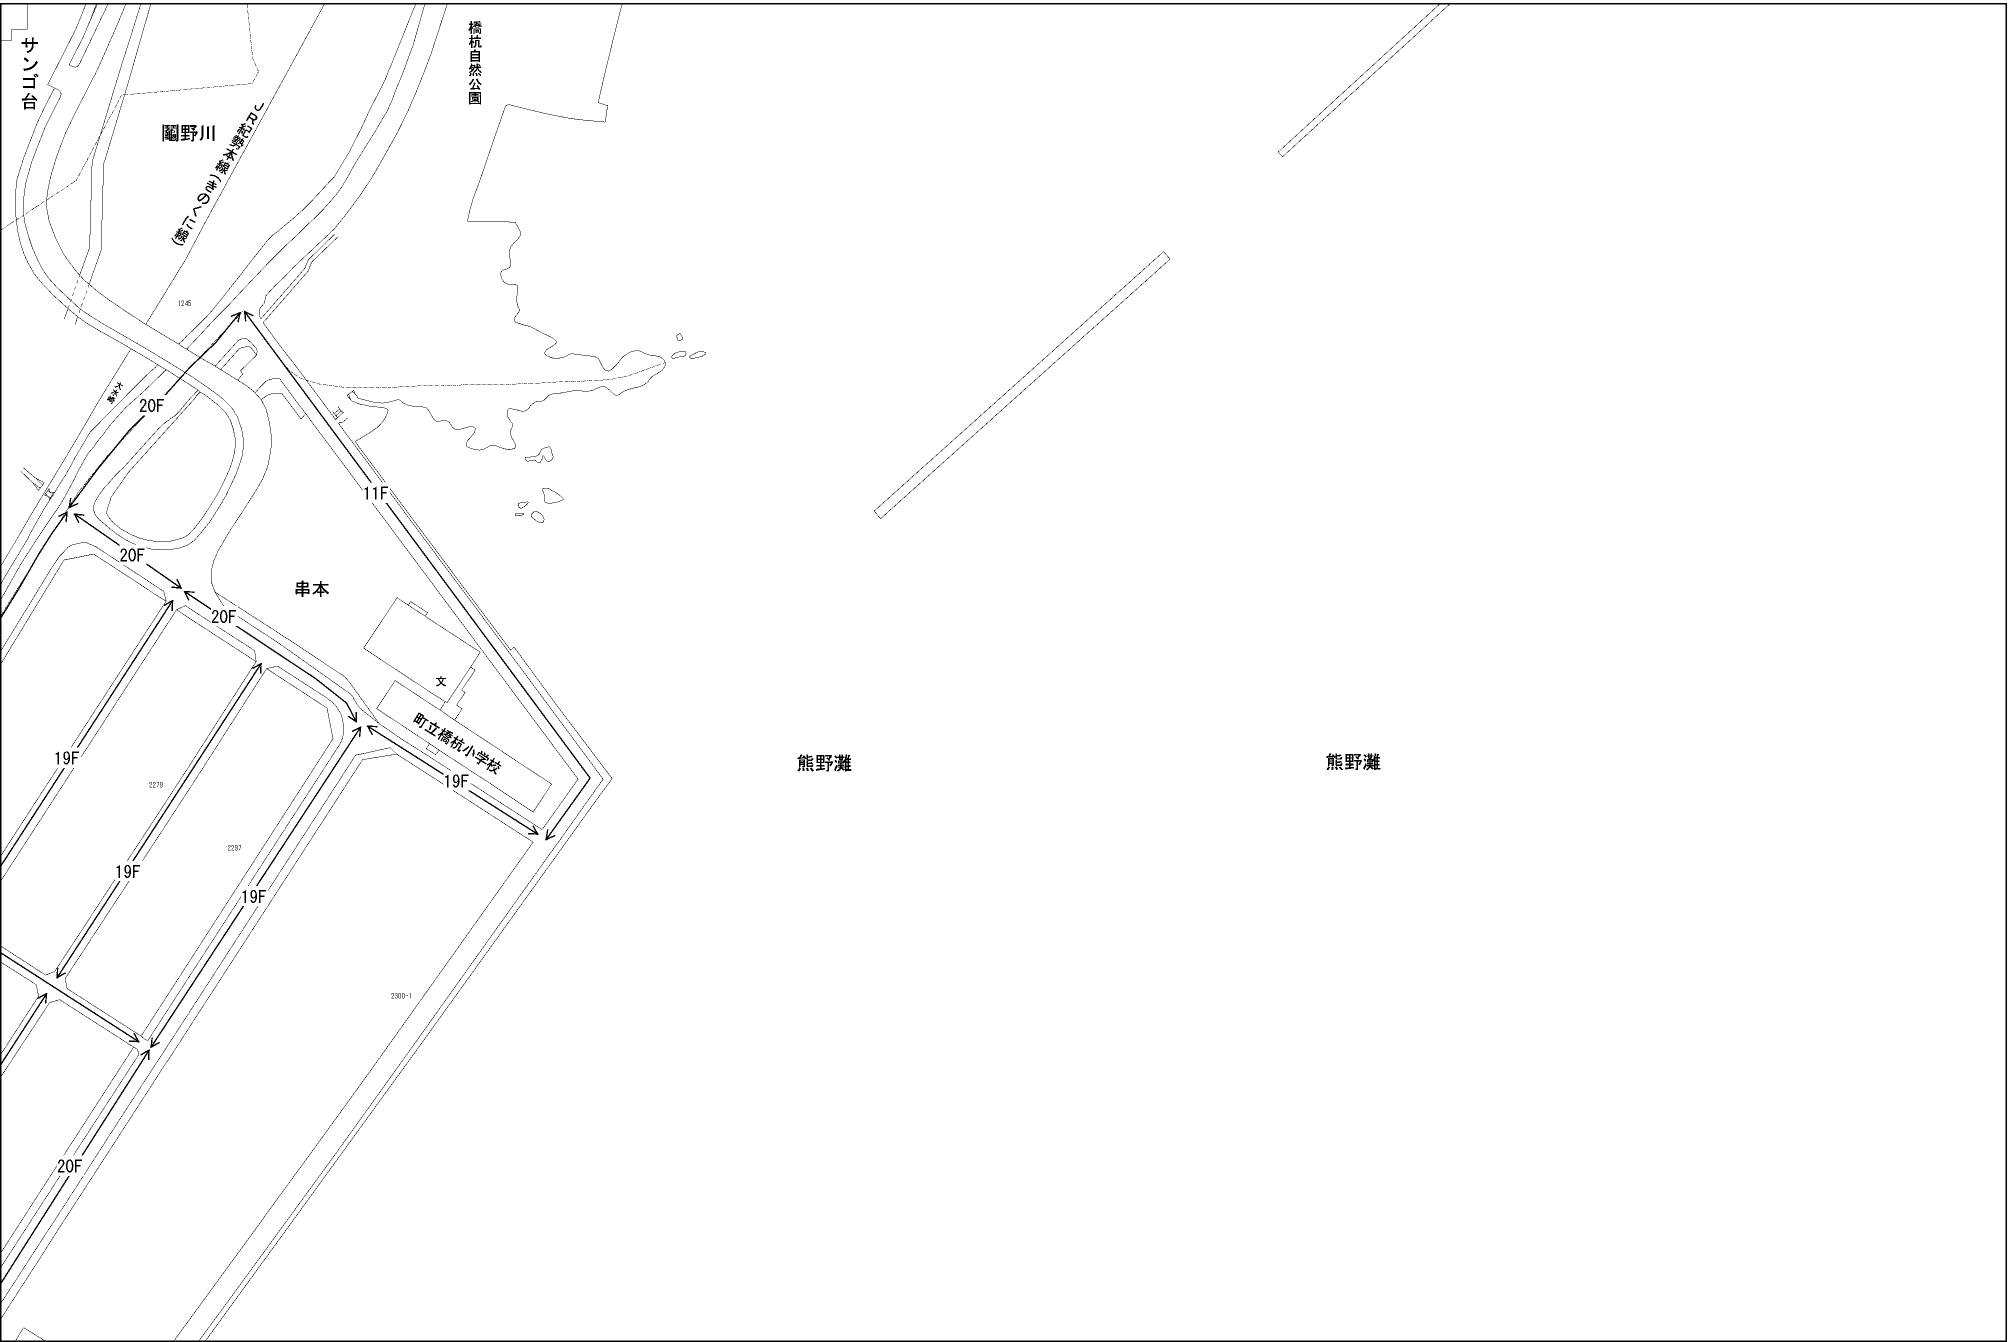 サンゴ台
橋杭自然公園
鬮野川
JR紀勢本線(きのくに線)
1245
20F
11F
20F
20F
串本
文
町立橋杭小学校
19F
19F
2279
熊野灘
熊野灘
2297
19F
19F
2300-1
20F